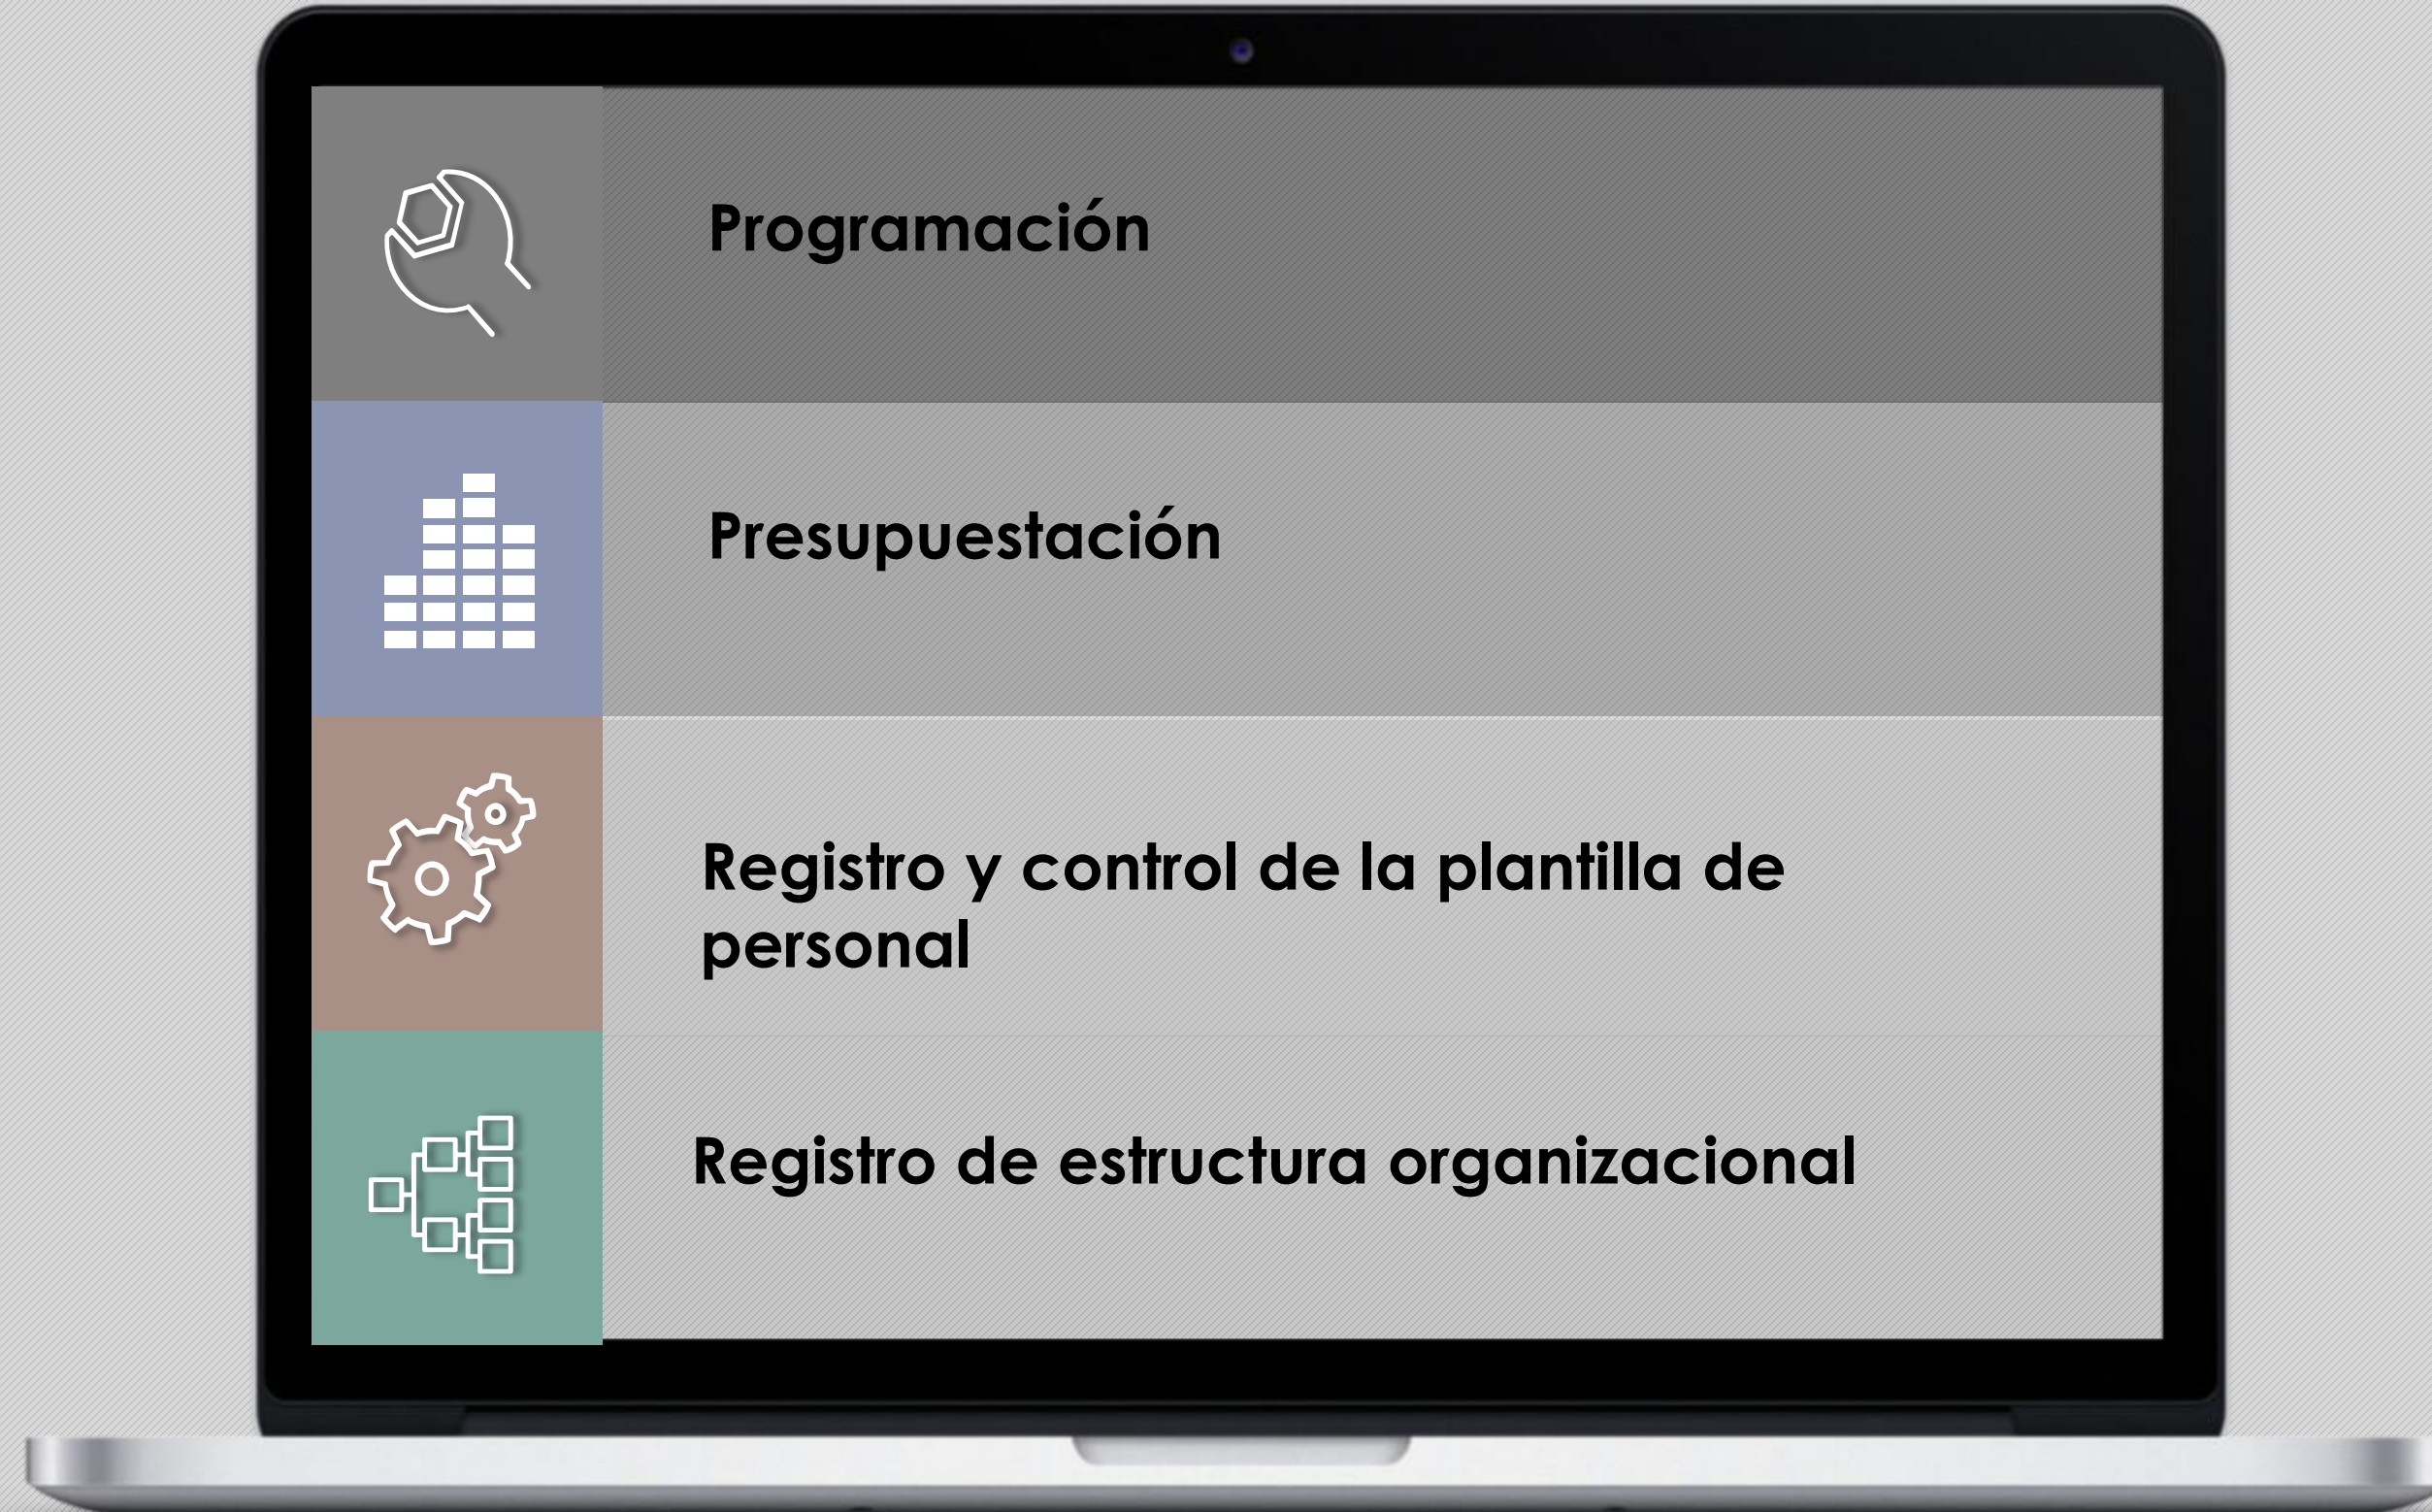 Programación
Presupuestación
Registro y control de la plantilla de
personal
Registro de estructura organizacional